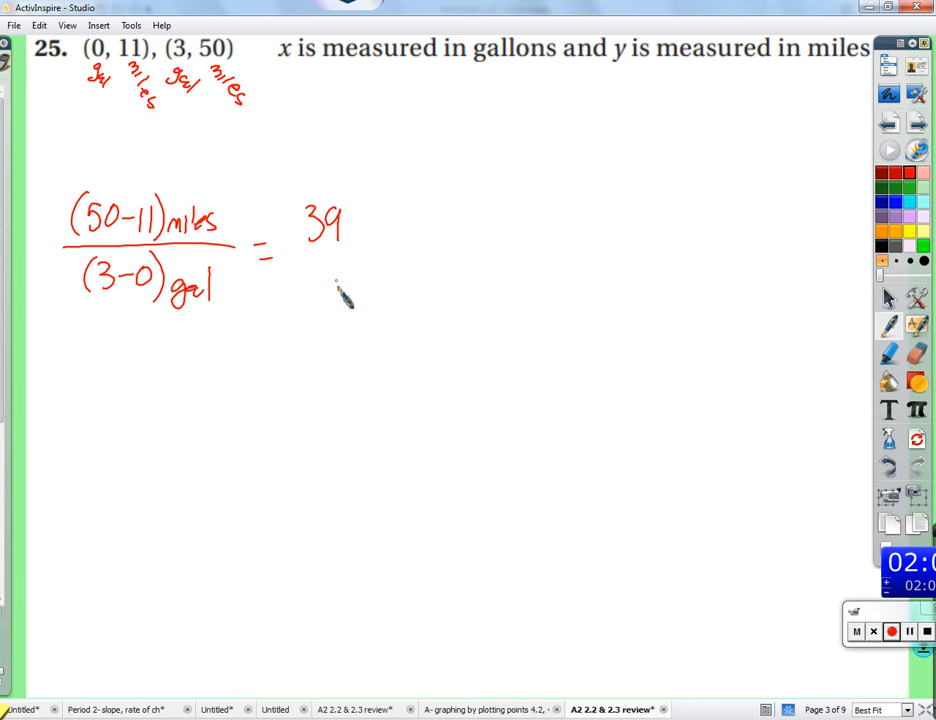 ActivInspire - Studio
File Edit View Insert Tools Help
25. (0, 11), (3, 50) x is measured in gallons and y is measured in miles
gal miles gal miles
(50-11)miles
(3-0)gal
= 39
T π
02:0
02:0
M
Untitled* Period 2- slope, rate of ch* Untitled* Untitled A2 2.2 & 2.3 review* A- graphing by plotting points 4.2, A2 2.2 & 2.3 review* Page 3 of 9 Best Fit